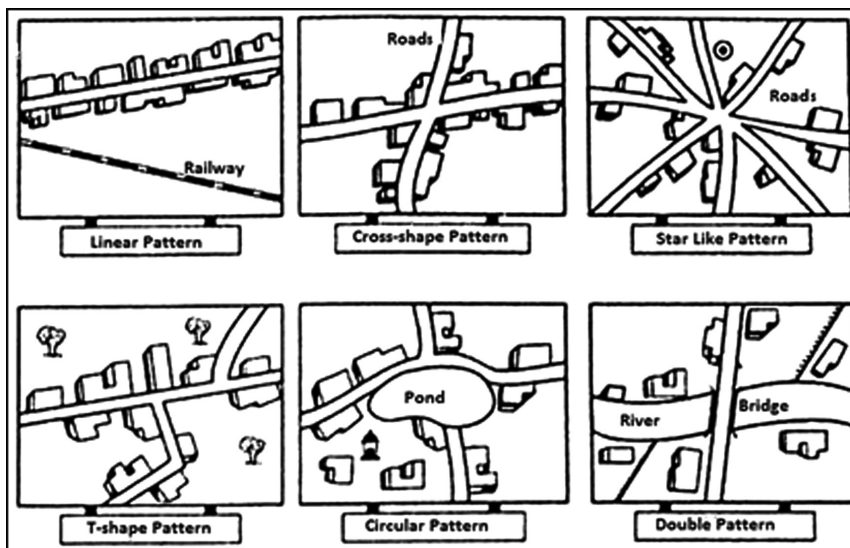 Railway
Linear Pattern
Roads
Cross-shape Pattern
Roads
Star Like Pattern
T-shape Pattern
Pond
Circular Pattern
River
Bridge
Double Pattern